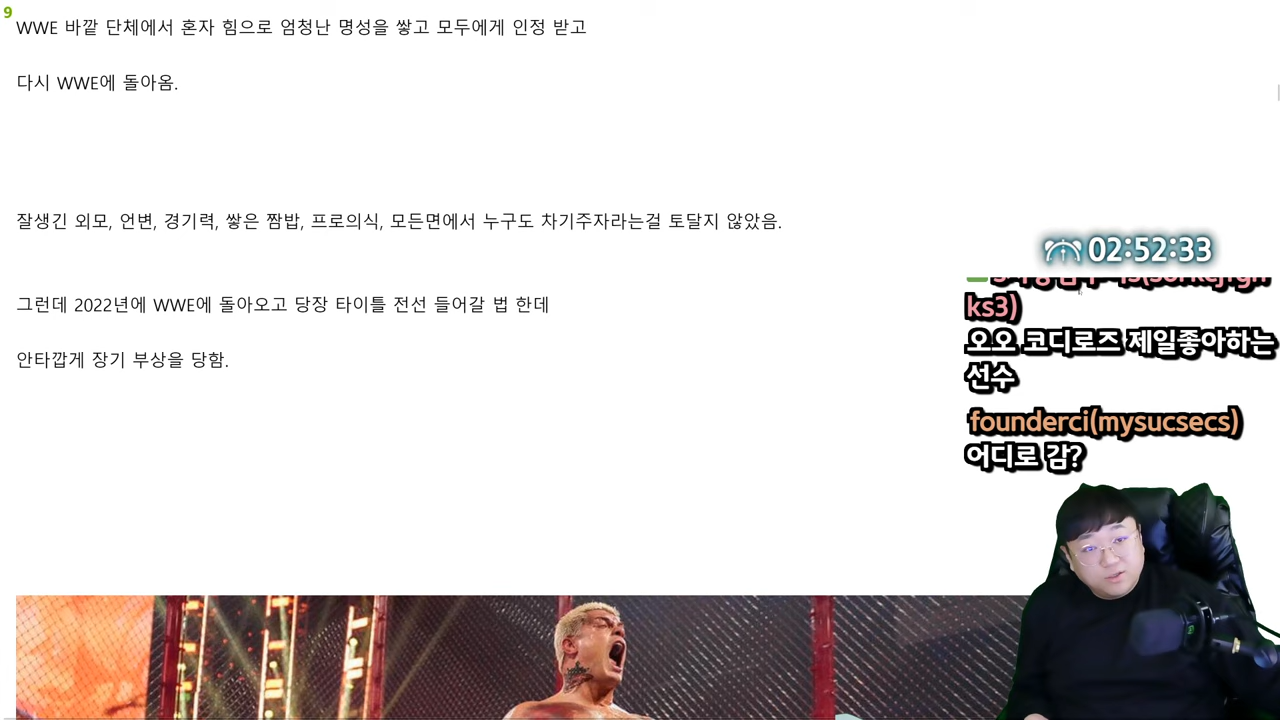 9
WWE 바깥 단체에서 혼자 힘으로 엄청난 명성을 쌓고 모두에게 인정 받고
다시 WWE에 돌아옴.
잘생긴 외모, 언변, 경기력, 쌓은 짬밥, 프로의식, 모든면에서 누구도 차기주자라는걸 토달지 않았음.
그런데 2022년에 WWE에 돌아오고 당장 타이틀 전선 들어갈 법 한데
안타깝게 장기 부상을 당함.
02:52:33
ks3)
오오 코디로즈 제일좋아하는
선수
founderci(mysucsecs)
어디로 감?